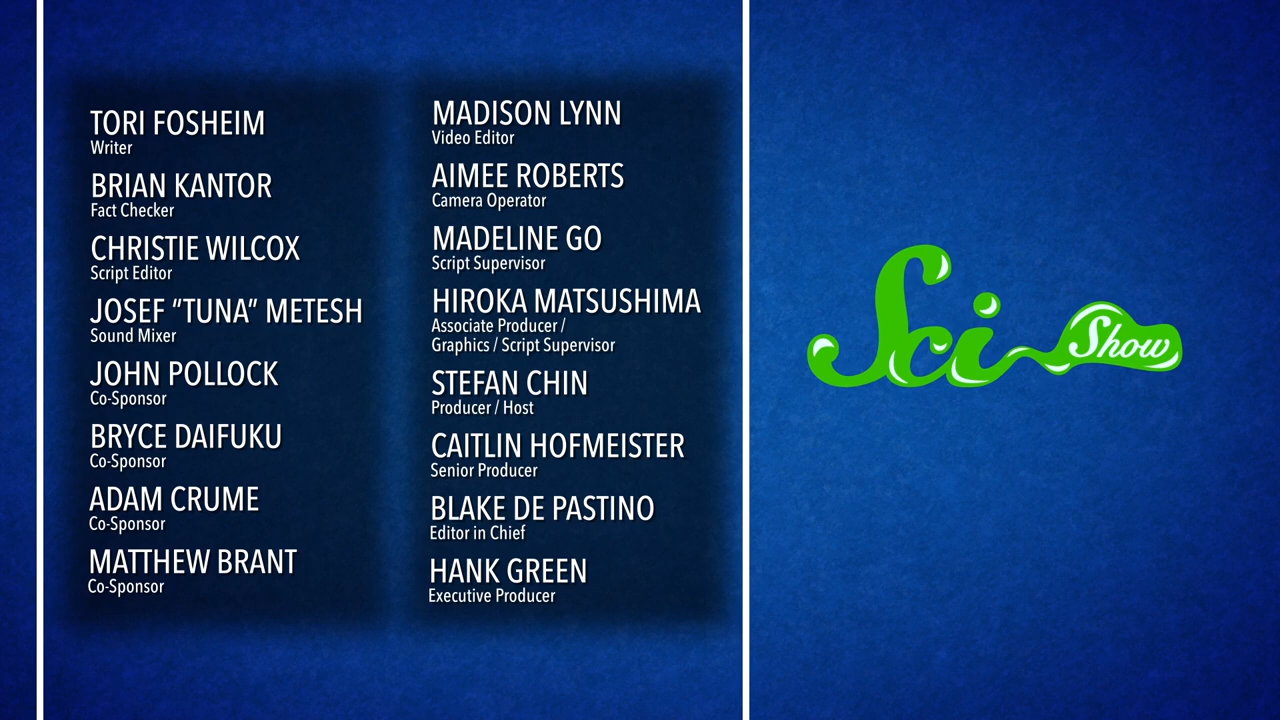 TORI FOSHEIM
Writer
BRIAN KANTOR
Fact Checker
CHRISTIE WILCOX
Script Editor
JOSEF “TUNA” METESH
Sound Mixer
JOHN POLLOCK
Co-Sponsor
BRYCE DAIFUKU
Co-Sponsor
ADAM CRUME
Co-Sponsor
MATTHEW BRANT
Co-Sponsor
MADISON LYNN
Video Editor
AIMEE ROBERTS
Camera Operator
MADELINE GO
Script Supervisor
HIROKA MATSUSHIMA
Associate Producer /
Graphics / Script Supervisor
STEFAN CHIN
Producer / Host
CAITLIN HOFMEISTER
Senior Producer
BLAKE DE PASTINO
Editor in Chief
HANK GREEN
Executive Producer
Sci Show